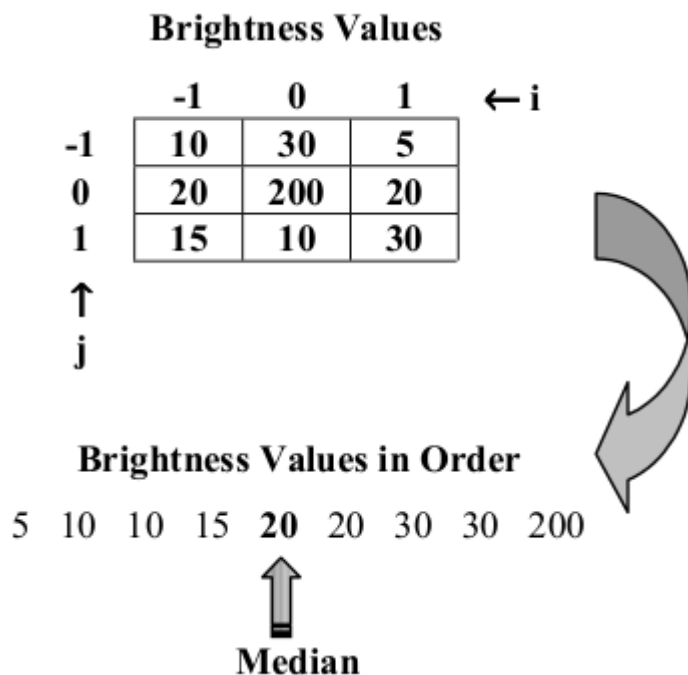 Brightness Values
-1 0 1 ← i
-1 10 30 5
0 20 200 20
1 15 10 30
↑
j
Brightness Values in Order
5 10 10 15 20 20 30 30 200
Median